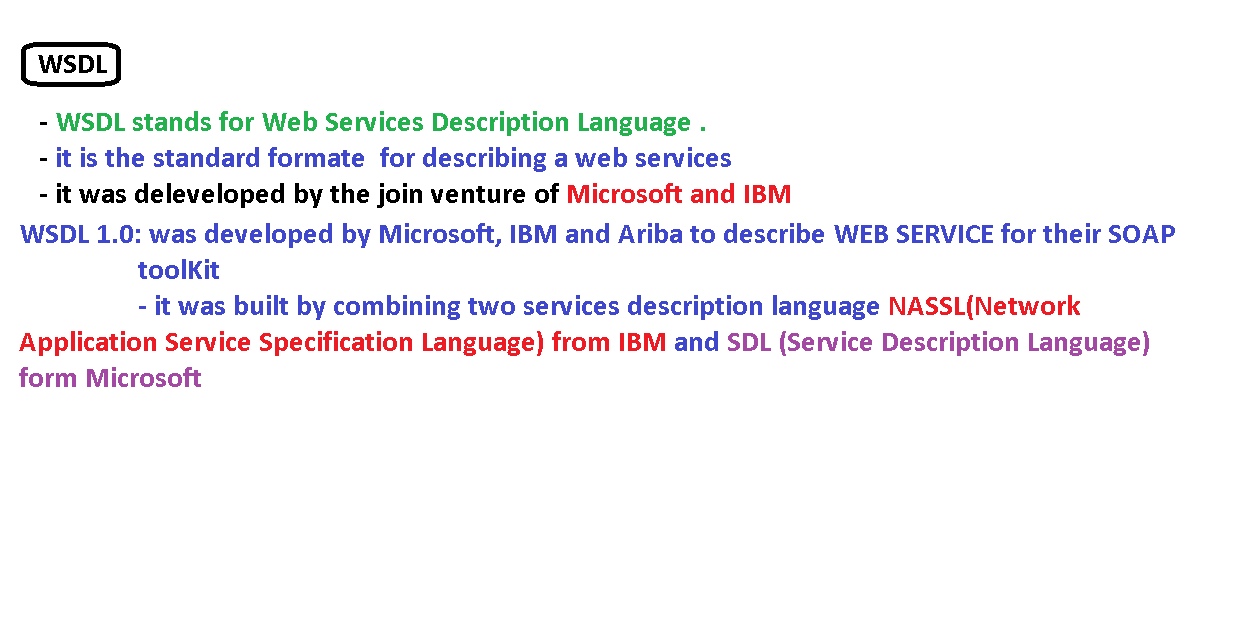 WSDL
- WSDL stands for Web Services Description Language .
- it is the standard formate  for describing a web services
- it was deleveloped by the join venture of Microsoft and IBM
WSDL 1.0: was developed by Microsoft, IBM and Ariba to describe WEB SERVICE for their SOAP
toolKit
- it was built by combining two services description language NASSL(Network
Application Service Specification Language) from IBM and SDL (Service Description Language)
form Microsoft